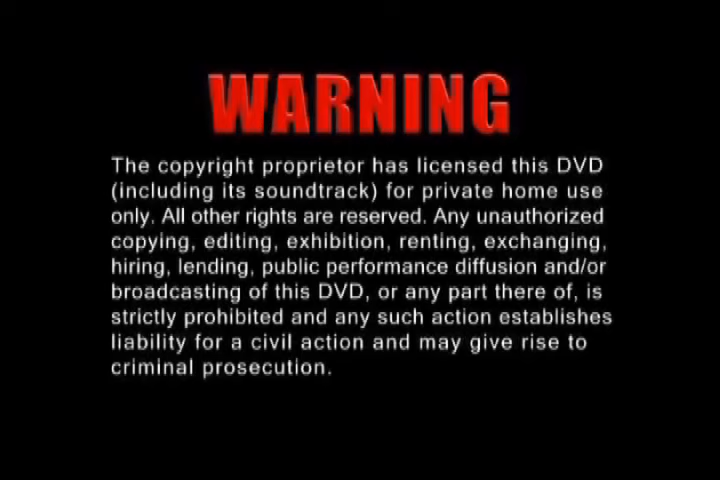 WARNING
The copyright proprietor has licensed this DVD
(including its soundtrack) for private home use
only. All other rights are reserved. Any unauthorized
copying, editing, exhibition, renting, exchanging,
hiring, lending, public performance diffusion and/or
broadcasting of this DVD, or any part there of, is
strictly prohibited and any such action establishes
liability for a civil action and may give rise to
criminal prosecution.